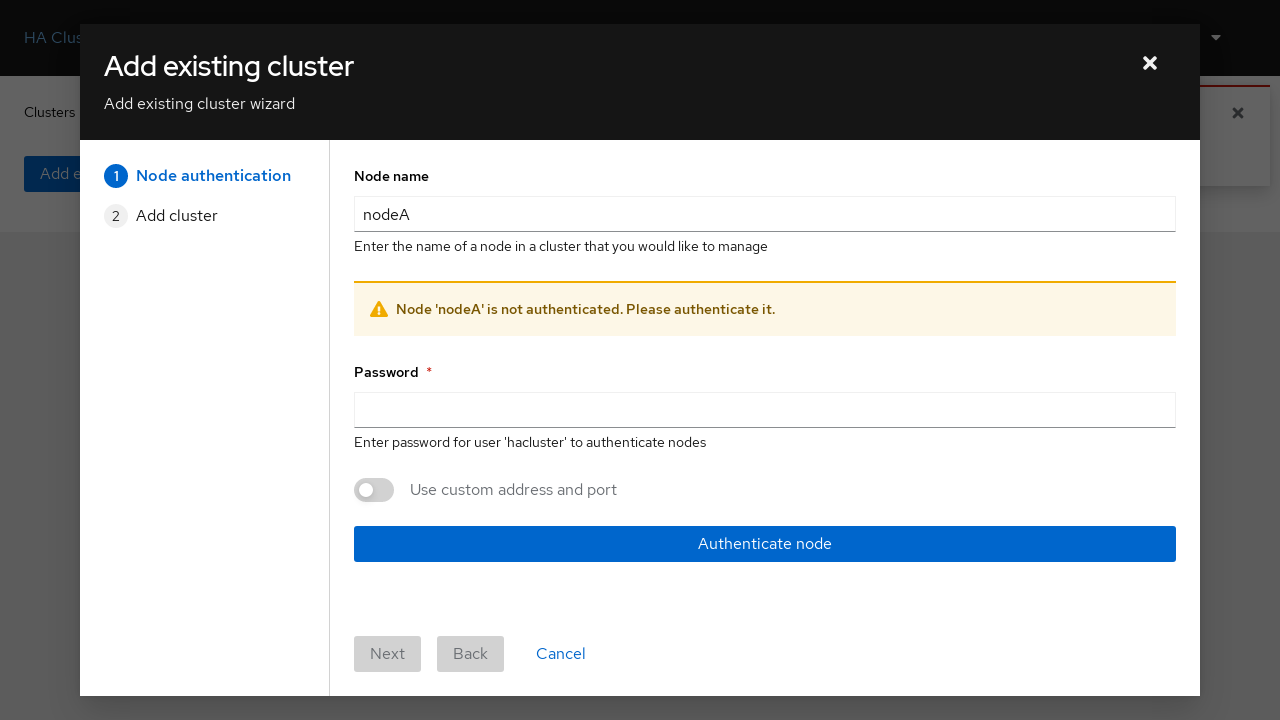 HA Clus
Add existing cluster
Add existing cluster wizard
Clusters
Add e
1 Node authentication
2 Add cluster
Node name
nodeA
Enter the name of a node in a cluster that you would like to manage
Node 'nodeA' is not authenticated. Please authenticate it.
Password *
Enter password for user 'hacluster' to authenticate nodes
Use custom address and port
Authenticate node
Next Back Cancel